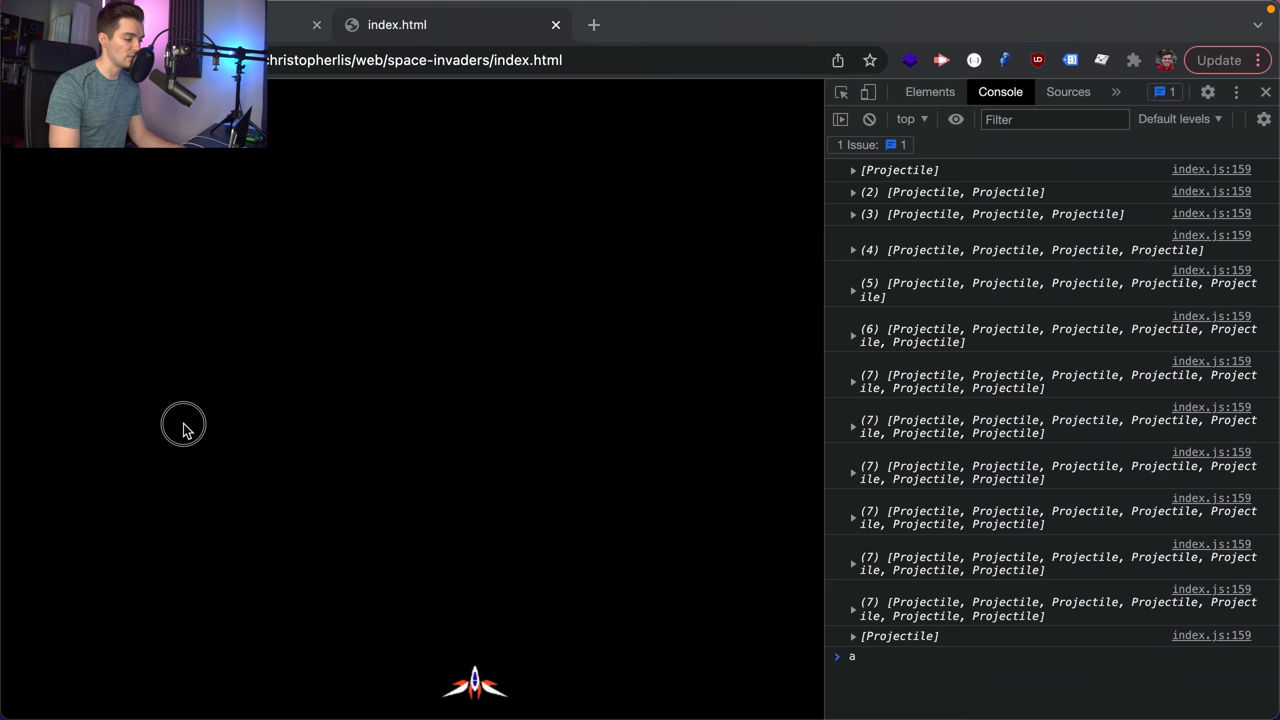 index.html
christopherlis/web/space-invaders/index.html
Update
Elements
Console
Sources
»
1
top
Filter
Default levels
1 Issue:
1
[Projectile]
index.js:159
(2) [Projectile, Projectile]
index.js:159
(3) [Projectile, Projectile, Projectile]
index.js:159
index.js:159
(4) [Projectile, Projectile, Projectile, Projectile]
index.js:159
(5) [Projectile, Projectile, Projectile, Projectile, Project
ile]
index.js:159
(6) [Projectile, Projectile, Projectile, Projectile, Project
ile, Projectile]
index.js:159
(7) [Projectile, Projectile, Projectile, Projectile, Project
ile, Projectile, Projectile]
index.js:159
(7) [Projectile, Projectile, Projectile, Projectile, Project
ile, Projectile, Projectile]
index.js:159
(7) [Projectile, Projectile, Projectile, Projectile, Project
ile, Projectile, Projectile]
index.js:159
(7) [Projectile, Projectile, Projectile, Projectile, Project
ile, Projectile, Projectile]
index.js:159
(7) [Projectile, Projectile, Projectile, Projectile, Project
ile, Projectile, Projectile]
index.js:159
(7) [Projectile, Projectile, Projectile, Projectile, Project
ile, Projectile, Projectile]
[Projectile]
index.js:159
a